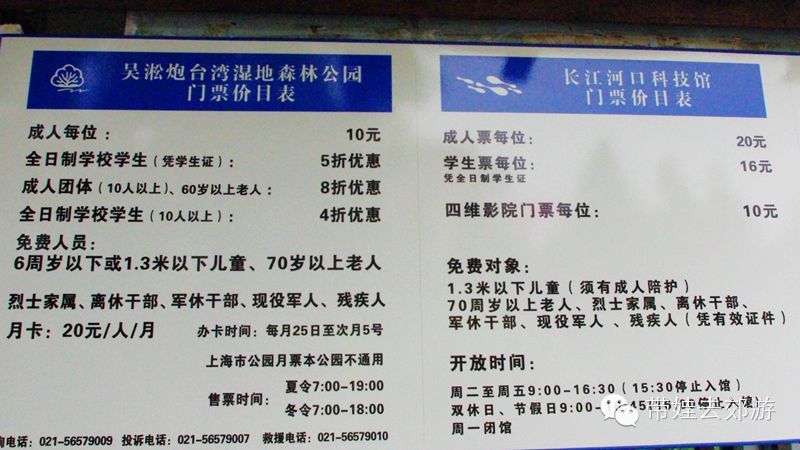 吴淞炮台湾湿地森林公园
门票价目表
成人每位： 10元
全日制学校学生（凭学生证）： 5折优惠
成人团体（10人以上）、60岁以上老人： 8折优惠
全日制学校学生（10人以上）： 4折优惠
免费人员：
6周岁以下或1.3米以下儿童、70岁以上老人
烈士家属、离休干部、军休干部、现役军人、残疾人
月卡：20元/人/月 办卡时间：每月25日至次月5号
上海市公园月票本公园不通用
售票时间： 夏令7:00-19:00
冬令7:00-18:00
询电话：021-56579009 投诉电话：021-56579007 救援电话：021-56579010
长江河口科技馆
门票价目表
成人票每位： 20元
学生票每位： 16元
凭全日制学生证
四维影院门票每位： 10元
免费对象：
1.3米以下儿童（须有成人陪护）
70周岁以上老人、烈士家属、离休干部、
军休干部、现役军人、残疾人（凭有效证件）
开放时间：
周二至周五9:00-16:30（15:30停止入馆）
双休日、节假日9:00-
周一闭馆
带娃去郊游